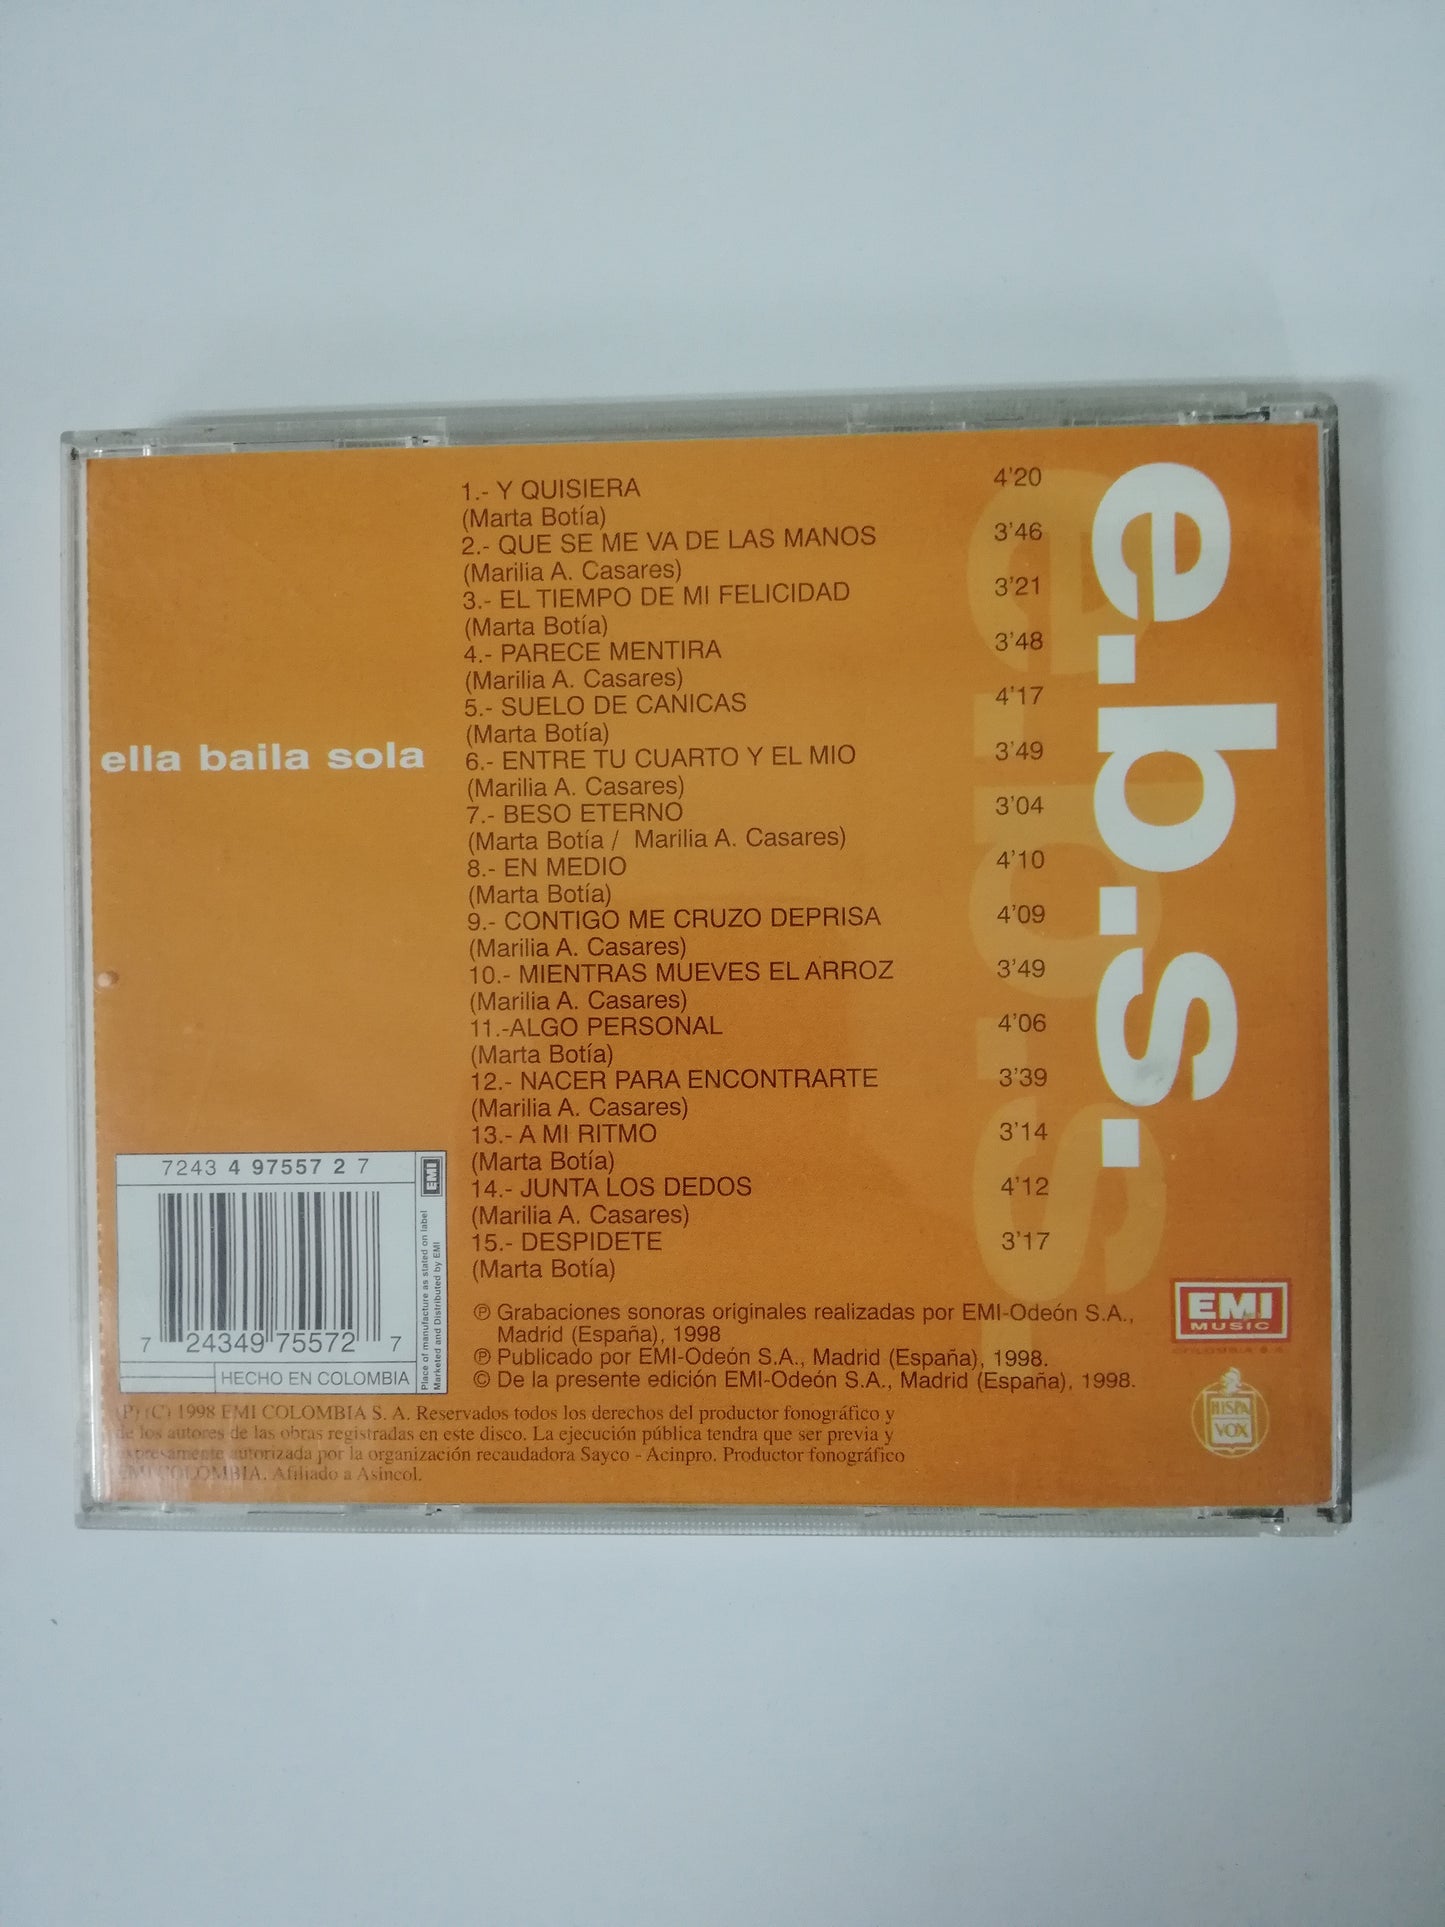 ella baila sola
1.- Y QUISIERA 4'20
(Marta Botía)
2.- QUE SE ME VA DE LAS MANOS 3'46
(Marilia A. Casares)
3.- EL TIEMPO DE MI FELICIDAD 3'21
(Marta Botía)
4.- PARECE MENTIRA 3'48
(Marilia A. Casares)
5.- SUELO DE CANICAS 4'17
(Marta Botía)
6.- ENTRE TU CUARTO Y EL MIO 3'49
(Marilia A. Casares)
7.- BESO ETERNO 3'04
(Marta Botía / Marilia A. Casares)
8.- EN MEDIO 4'10
(Marta Botía)
9.- CONTIGO ME CRUZO DEPRISA 4'09
(Marilia A. Casares)
10.- MIENTRAS MUEVES EL ARROZ 3'49
(Marilia A. Casares)
11.-ALGO PERSONAL 4'06
(Marta Botía)
12.- NACER PARA ENCONTRARTE 3'39
(Marilia A. Casares)
13.- A MI RITMO 3'14
(Marta Botía)
14.- JUNTA LOS DEDOS 4'12
(Marilia A. Casares)
15.- DESPIDETE 3'17
(Marta Botía)
e.b.s.
e.b.s
7243 4 97557 2 7
EMI
7 24349 75572 7
HECHO EN COLOMBIA
Place of manufacture as stated on label
Marketed and Distributed by EMI
℗ Grabaciones sonoras originales realizadas por EMI-Odeón S.A.,
Madrid (España), 1998
℗ Publicado por EMI-Odeón S.A., Madrid (España), 1998.
© De la presente edición EMI-Odeón S.A., Madrid (España), 1998.
(P) (C) 1998 EMI COLOMBIA S. A. Reservados todos los derechos del productor fonográfico y
de los autores de las obras registradas en este disco. La ejecución pública tendra que ser previa y
expresamente autorizada por la organización recaudadora Sayco - Acinpro. Productor fonográfico
EMI COLOMBIA. Afiliado a Asincol.
EMI
MUSIC
COLOMBIA S.A.
HISPA
VOX